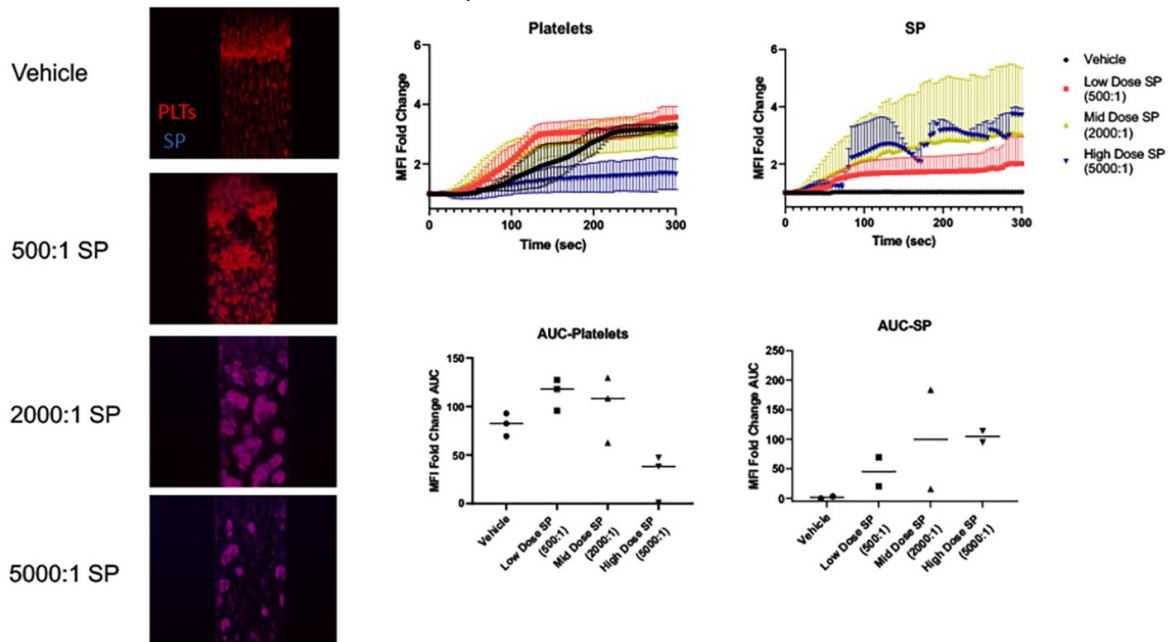 Vehicle
PLTs
SP
500:1 SP
2000:1 SP
5000:1 SP
Platelets
MFI Fold Change
6
4
2
0
100
200
300
Time (sec)
SP
MFI Fold Change
6
4
2
0
100
200
300
Time (sec)
Vehicle
Low Dose SP
(500:1)
Mid Dose SP
(2000:1)
High Dose SP
(5000:1)
AUC-Platelets
MFI Fold Change AUC
150
100
50
0
Vehicle
Low Dose SP
(500:1)
Mid Dose SP
(2000:1)
High Dose SP
(5000:1)
AUC-SP
MFI Fold Change AUC
250
200
150
100
50
0
Vehicle
Low Dose SP
(500:1)
Mid Dose SP
(2000:1)
High Dose SP
(5000:1)